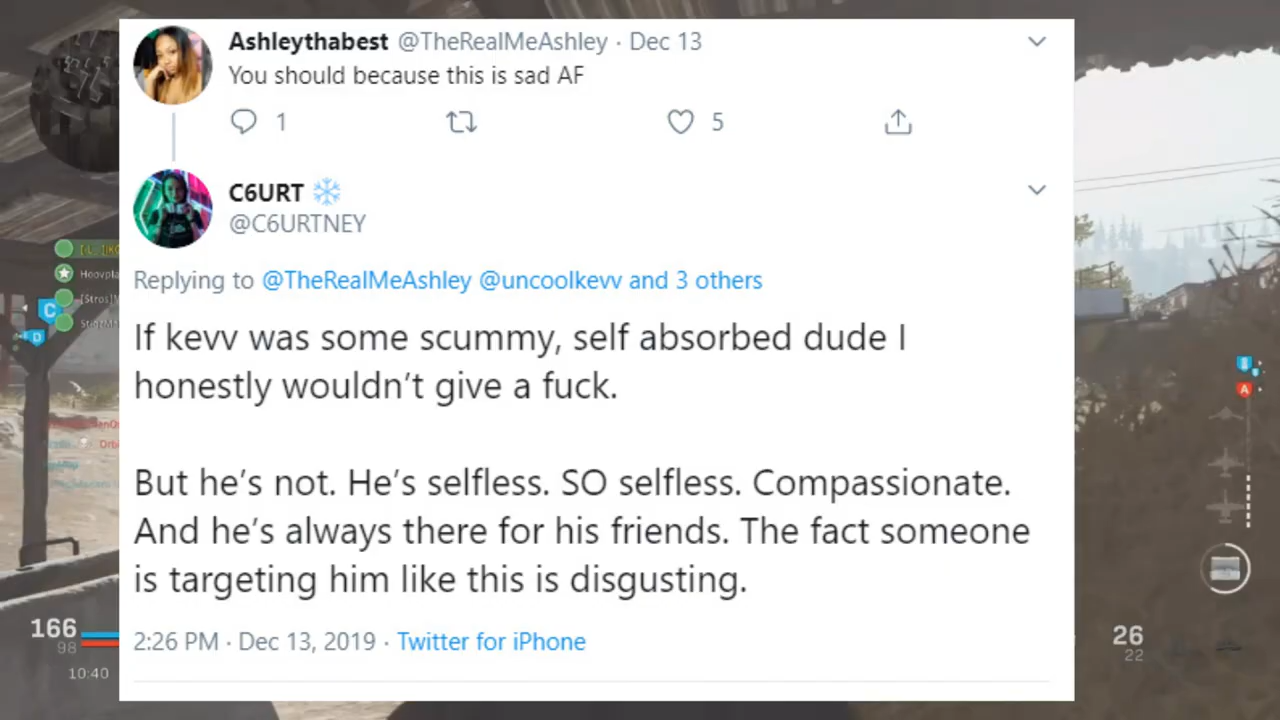 Ashleythabest @TheRealMeAshley · Dec 13
You should because this is sad AF
1
5
C6URT ❄️
@C6URTNEY
Replying to @TheRealMeAshley @uncoolkevv and 3 others
If kevv was some scummy, self absorbed dude I
honestly wouldn't give a fuck.
But he's not. He's selfless. SO selfless. Compassionate.
And he's always there for his friends. The fact someone
is targeting him like this is disgusting.
2:26 PM · Dec 13, 2019 · Twitter for iPhone
Hoovpla
[Stros]
C
D
A
166
98
10:40
26
22